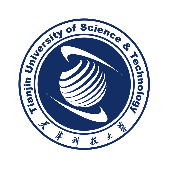 Tianjin University of Science & Technology
天津科技大学